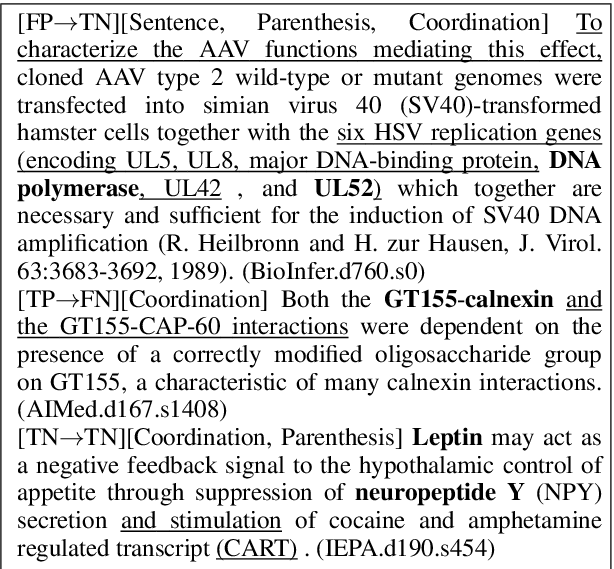 [FP→TN][Sentence, Parenthesis, Coordination] To
characterize the AAV functions mediating this effect,
cloned AAV type 2 wild-type or mutant genomes were
transfected into simian virus 40 (SV40)-transformed
hamster cells together with the six HSV replication genes
(encoding UL5, UL8, major DNA-binding protein, DNA
polymerase, UL42 , and UL52) which together are
necessary and sufficient for the induction of SV40 DNA
amplification (R. Heilbronn and H. zur Hausen, J. Virol.
63:3683-3692, 1989). (BioInfer.d760.s0)
[TP→FN][Coordination] Both the GT155-calnexin and
the GT155-CAP-60 interactions were dependent on the
presence of a correctly modified oligosaccharide group
on GT155, a characteristic of many calnexin interactions.
(AIMed.d167.s1408)
[TN→TN][Coordination, Parenthesis] Leptin may act as
a negative feedback signal to the hypothalamic control of
appetite through suppression of neuropeptide Y (NPY)
secretion and stimulation of cocaine and amphetamine
regulated transcript (CART) . (IEPA.d190.s454)